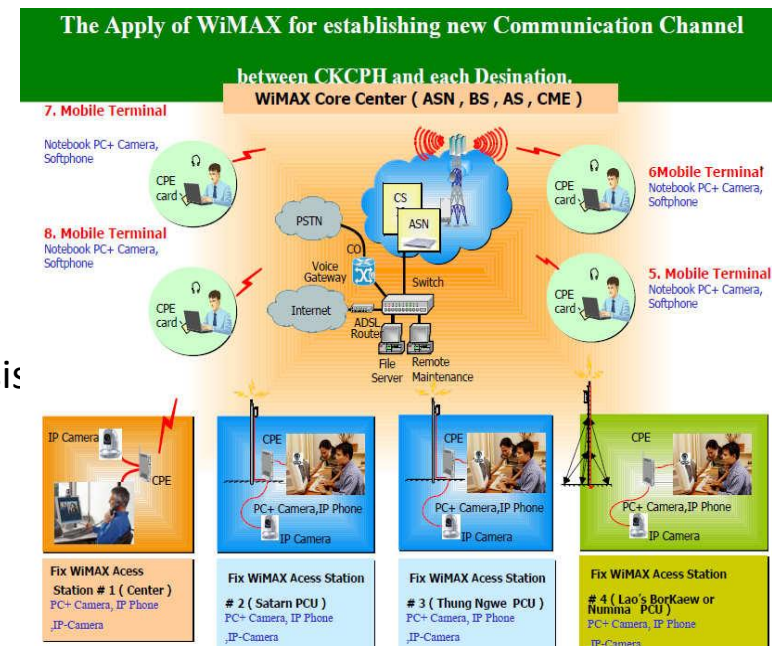 The Apply of WiMAX for establishing new Communication Channel
between CKCPH and each Desination.
WiMAX Core Center ( ASN , BS , AS , CME )
7. Mobile Terminal
Notebook PC+ Camera,
Softphone
CPE
card
8. Mobile Terminal
Notebook PC+ Camera,
Softphone
CPE
card
6Mobile Terminal
Notebook PC+ Camera,
Softphone
CPE
card
5. Mobile Terminal
Notebook PC+ Camera,
Softphone
CPE
card
CS
ASN
PSTN
CO
Voice
Gateway
Switch
Internet
ADSL
Router
File
Server
Remote
Maintenance
is
IP Camera
CPE
Fix WiMAX Acess
Station # 1 ( Center )
PC+ Camera, IP Phone
,IP-Camera
CPE
PC+ Camera,IP Phone
IP Camera
Fix WiMAX Acess Station
# 2 ( Satarn PCU )
PC+ Camera, IP Phone
,IP-Camera
CPE
PC+ Camera,IP Phone
IP Camera
Fix WiMAX Acess Station
# 3 ( Thung Ngwe PCU )
PC+ Camera, IP Phone
,IP-Camera
CPE
PC+ Camera,IP Phone
IP Camera
Fix WiMAX Acess Station
# 4 ( Lao's BorKaew or
Numma PCU )
PC+ Camera, IP Phone
,IP-Camera